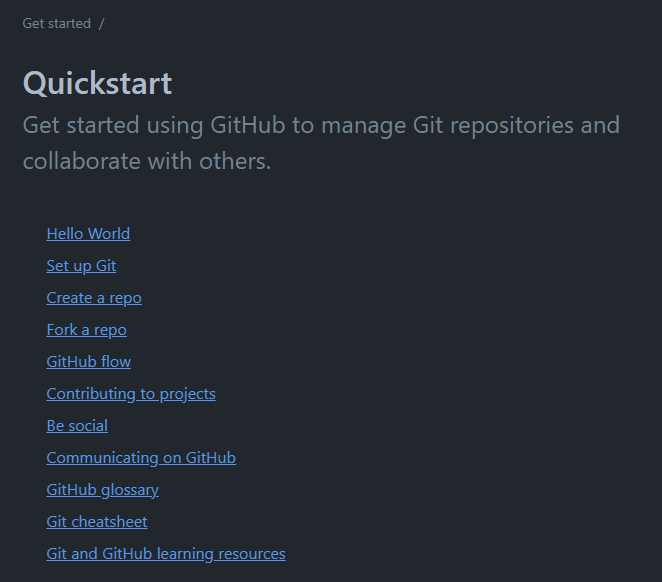 Get started /
Quickstart
Get started using GitHub to manage Git repositories and
collaborate with others.
Hello World
Set up Git
Create a repo
Fork a repo
GitHub flow
Contributing to projects
Be social
Communicating on GitHub
GitHub glossary
Git cheatsheet
Git and GitHub learning resources